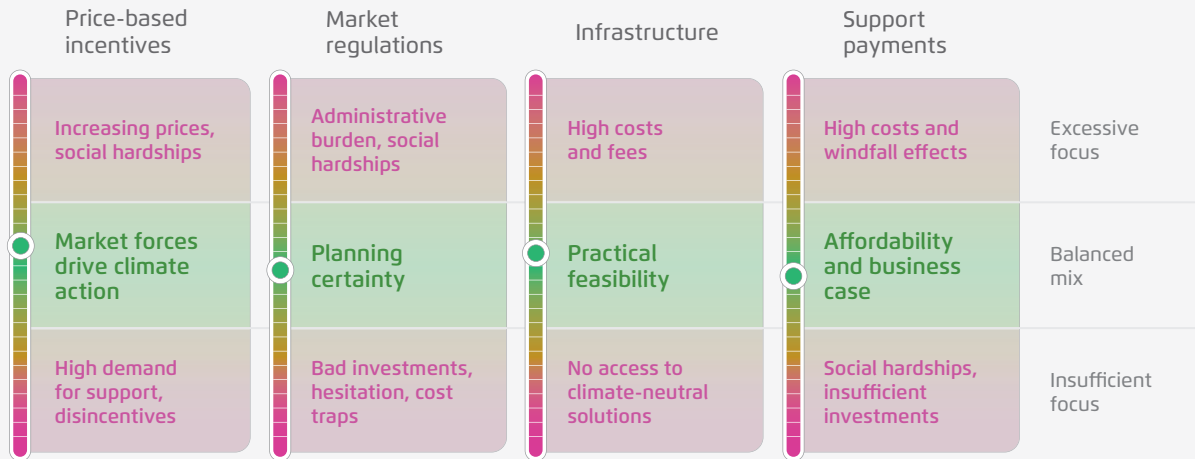 Price-based
incentives
Market
regulations
Infrastructure
Support
payments
Increasing prices,
social hardships
Administrative
burden, social
hardships
High costs
and fees
High costs and
windfall effects
Excessive
focus
Market forces
drive climate
action
Planning
certainty
Practical
feasibility
Affordability
and business
case
Balanced
mix
High demand
for support,
disincentives
Bad investments,
hesitation, cost
traps
No access to
climate-neutral
solutions
Social hardships,
insufficient
investments
Insufficient
focus